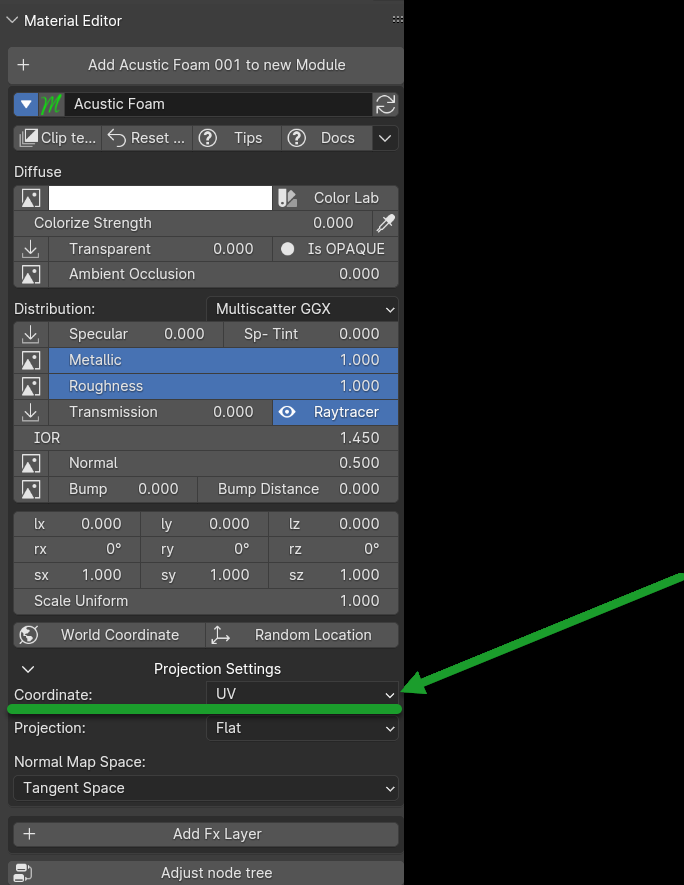 Material Editor
Add Acustic Foam 001 to new Module
Acustic Foam
Clip te... Reset ... Tips Docs
Diffuse
Color Lab
Colorize Strength 0.000
Transparent 0.000 Is OPAQUE
Ambient Occlusion 0.000
Distribution: Multiscatter GGX
Specular 0.000 Sp- Tint 0.000
Metallic 1.000
Roughness 1.000
Transmission 0.000 Raytracer
IOR 1.450
Normal 0.500
Bump 0.000 Bump Distance 0.000
lx 0.000 ly 0.000 lz 0.000
rx 0° ry 0° rz 0°
sx 1.000 sy 1.000 sz 1.000
Scale Uniform 1.000
World Coordinate Random Location
Projection Settings
Coordinate: UV
Projection: Flat
Normal Map Space:
Tangent Space
Add Fx Layer
Adjust node tree